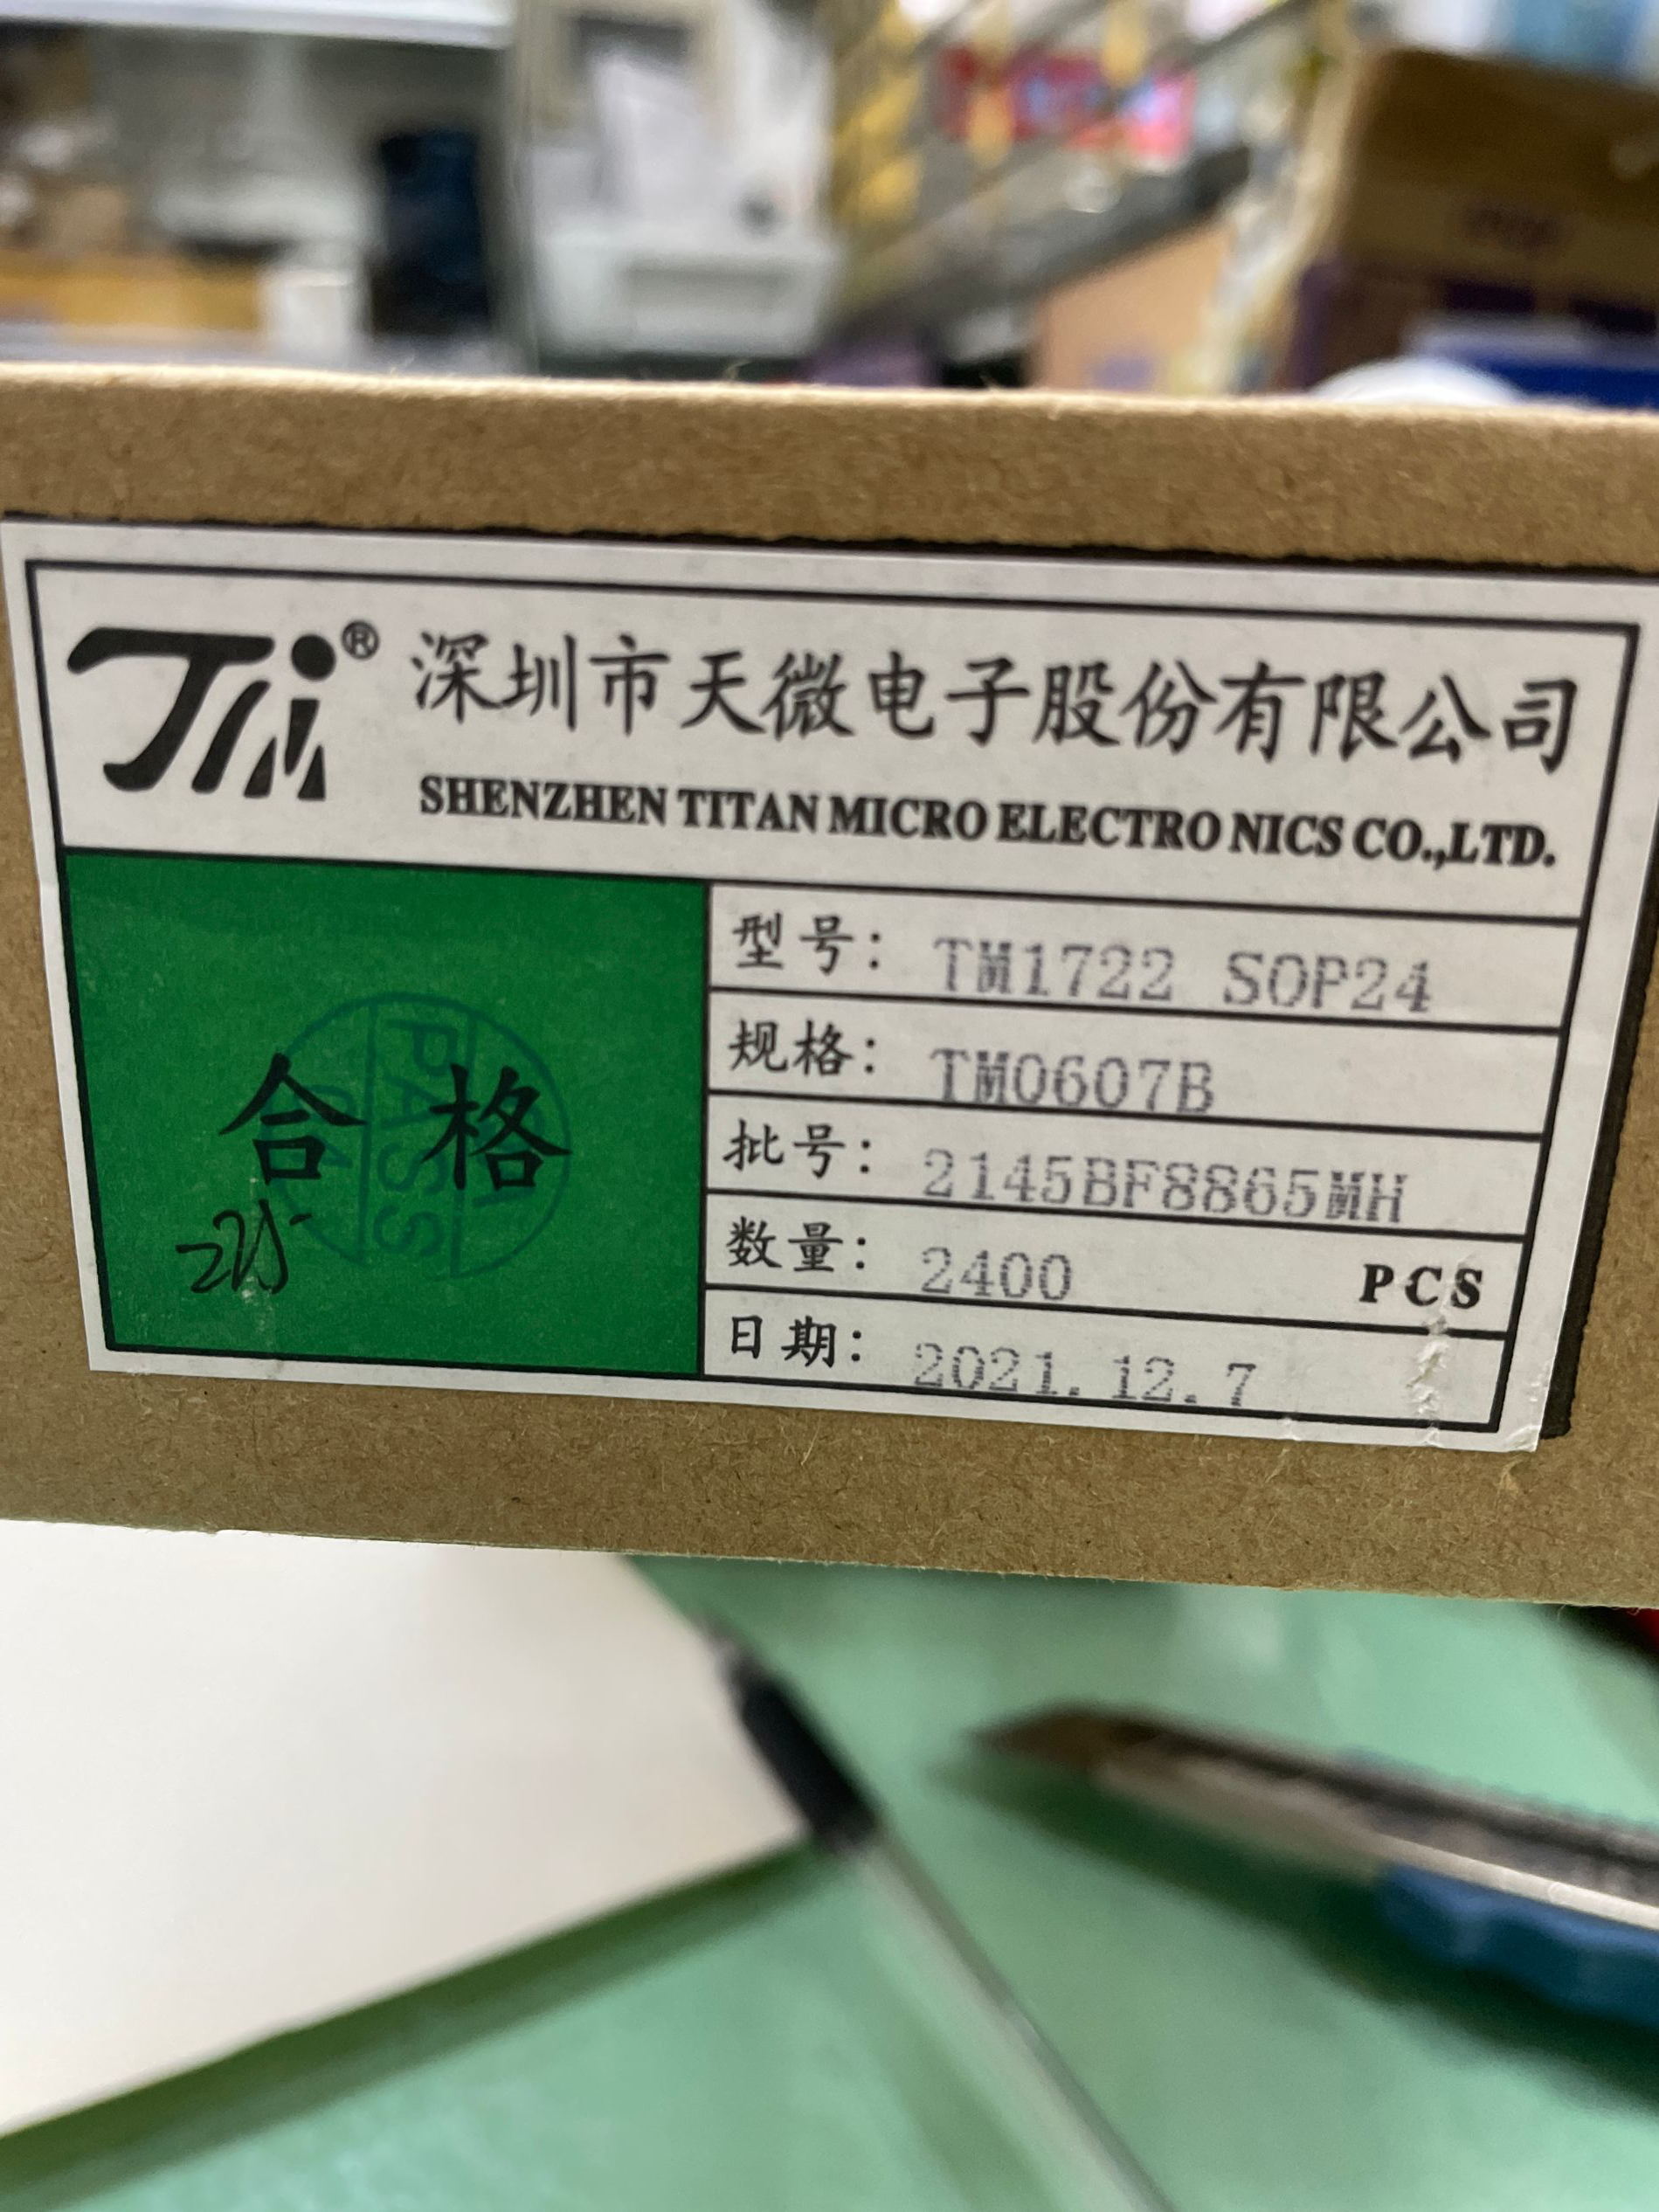 TM® 深圳市天微电子股份有限公司
SHENZHEN TITAN MICRO ELECTRONICS CO.,LTD.
合格
PASS
型号: TM1722 SOP24
规格: TM0607B
批号: 2145BF8865MH
数量: 2400 PCS
日期: 2021.12.7